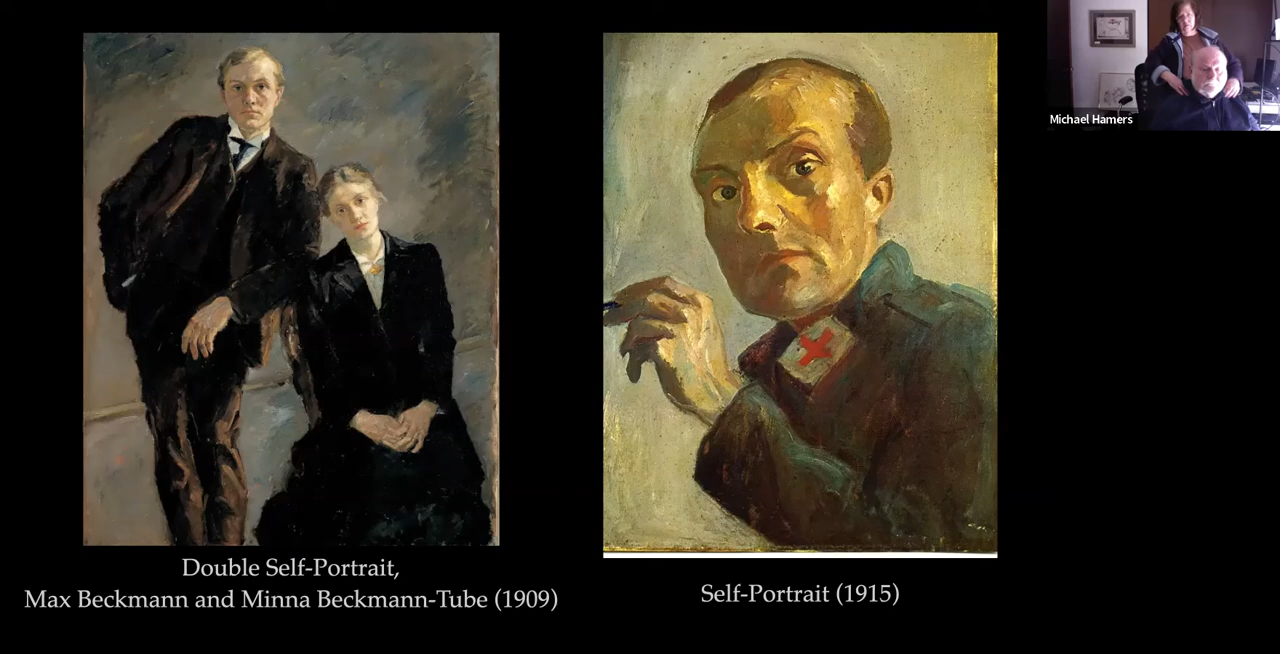 Michael Hamers
Double Self-Portrait,
Max Beckmann and Minna Beckmann-Tube (1909)
Self-Portrait (1915)